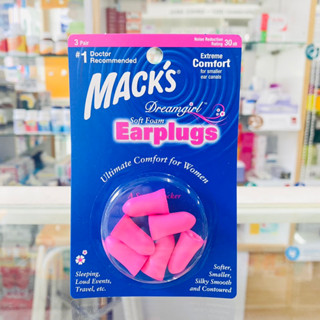 3 Pair
Noise Reduction
Rating 30 dB
#1 Doctor
Recommended
Extreme
Comfort
for smaller
ear canals
MACK'S
Dreamgirl™
Soft Foam
Earplugs
Ultimate Comfort for Women
Sleeping,
Loud Events,
Travel, etc.
Softer,
Smaller,
Silky Smooth
and Contoured